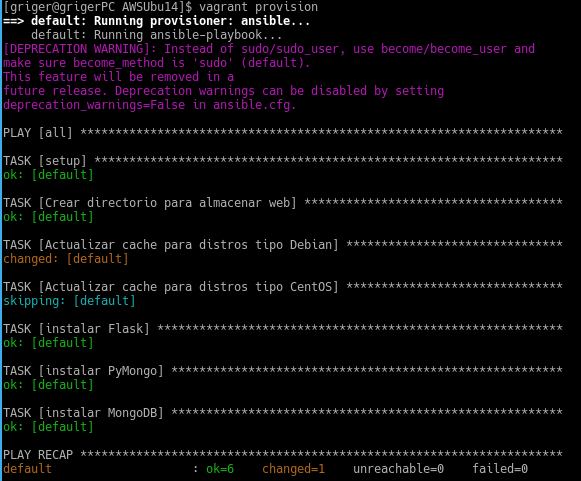 [griger@grigerPC AWSUbu14]$ vagrant provision
==> default: Running provisioner: ansible...
    default: Running ansible-playbook...
[DEPRECATION WARNING]: Instead of sudo/sudo_user, use become/become_user and
make sure become_method is 'sudo' (default).
This feature will be removed in a
future release. Deprecation warnings can be disabled by setting
deprecation_warnings=False in ansible.cfg.

PLAY [all] *********************************************************************

TASK [setup] *******************************************************************
ok: [default]

TASK [Crear directorio para almacenar web] *************************************
ok: [default]

TASK [Actualizar cache para distros tipo Debian] *******************************
changed: [default]

TASK [Actualizar cache para distros tipo CentOS] *******************************
skipping: [default]

TASK [instalar Flask] **********************************************************
ok: [default]

TASK [instalar PyMongo] ********************************************************
ok: [default]

TASK [instalar MongoDB] ********************************************************
ok: [default]

PLAY RECAP *********************************************************************
default                    : ok=6    changed=1    unreachable=0    failed=0